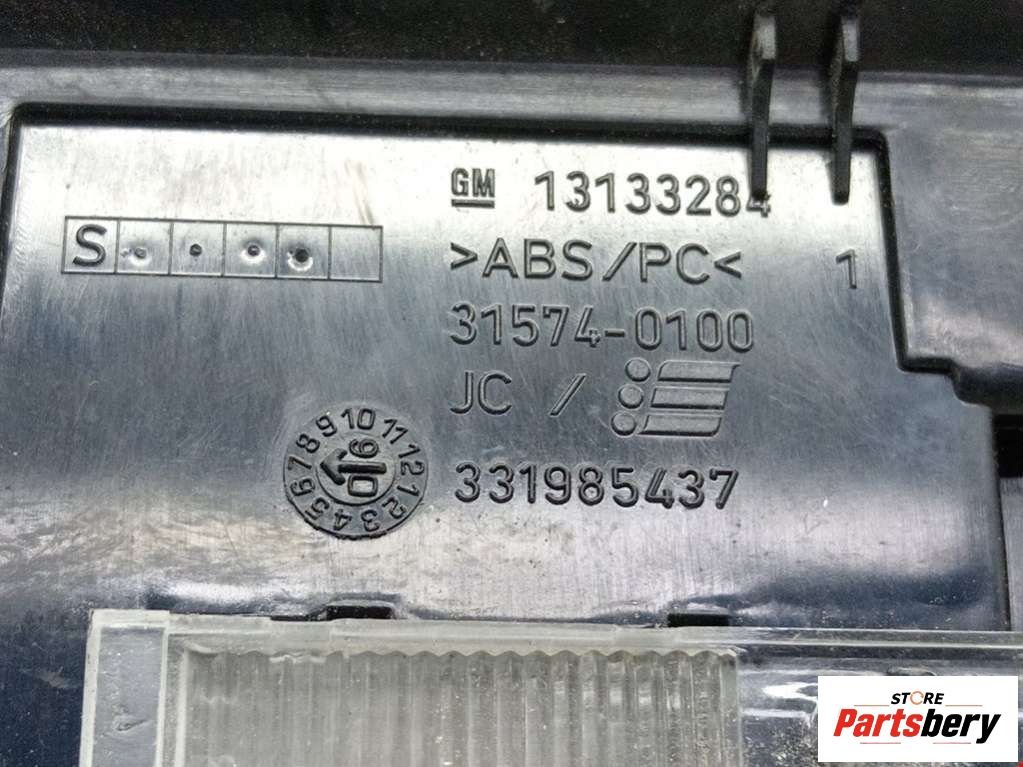 GM 13133284
S
>ABS/PC< 1
31574-0100
JC /
331985437
1 2 3 4 5 6 7 8 9 10 11 12
STORE
Partsbery